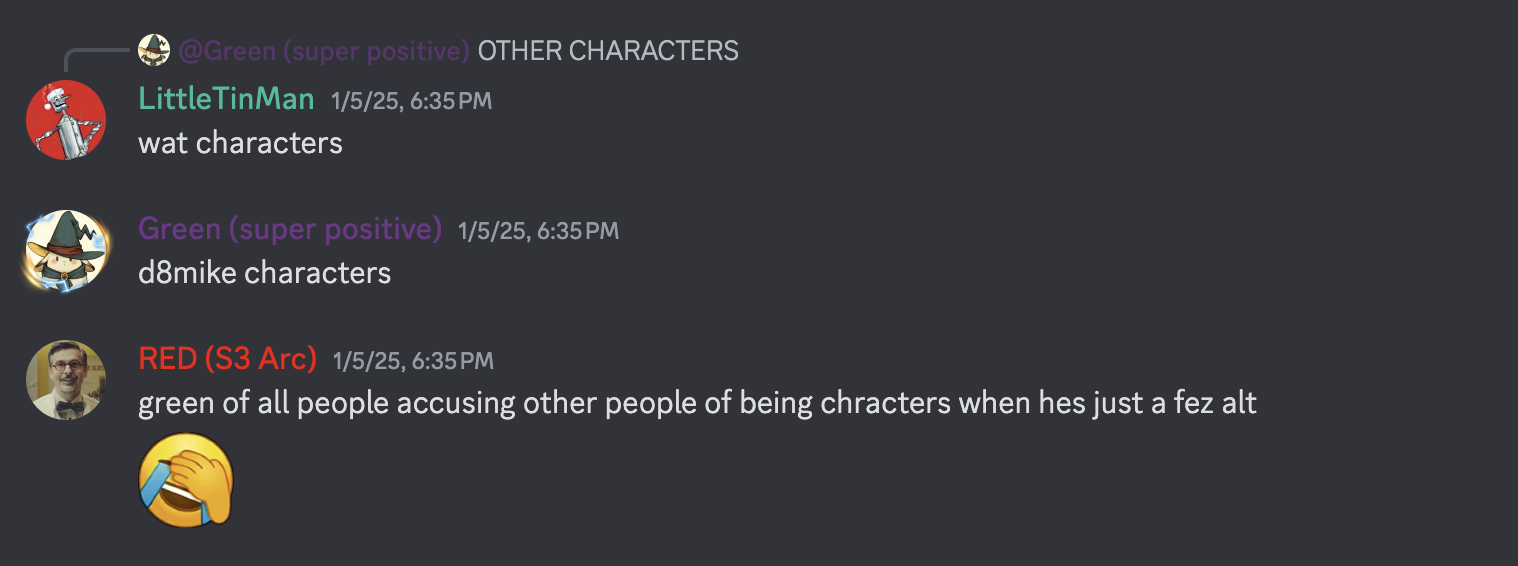 @Green (super positive) OTHER CHARACTERS
LittleTinMan 1/5/25, 6:35 PM
wat characters
Green (super positive) 1/5/25, 6:35 PM
d8mike characters
RED (S3 Arc) 1/5/25, 6:35 PM
green of all people accusing other people of being chracters when hes just a fez alt